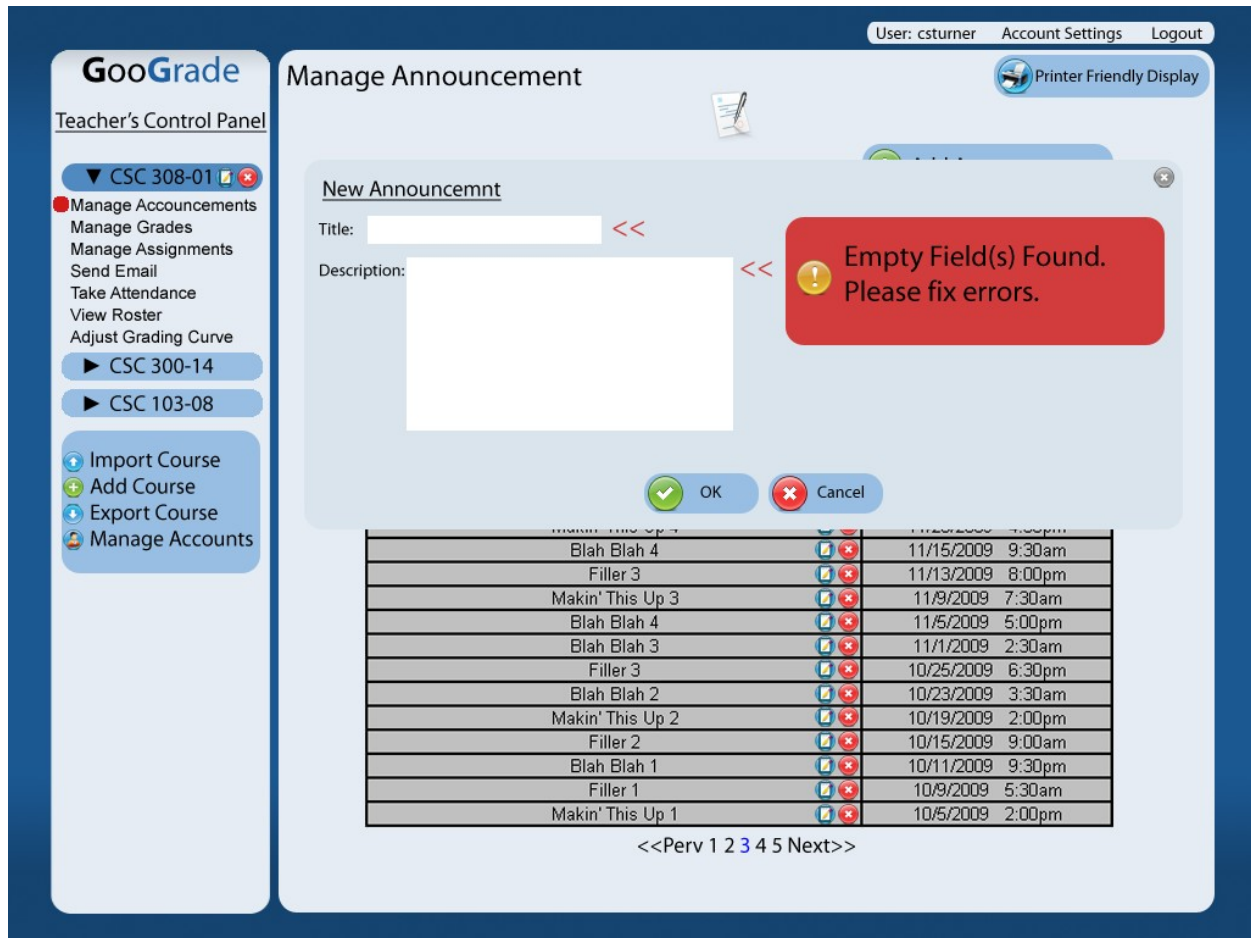 User: csturner Account Settings Logout
GooGrade
Teacher's Control Panel
▼ CSC 308-01
Manage Accouncements
Manage Grades
Manage Assignments
Send Email
Take Attendance
View Roster
Adjust Grading Curve
► CSC 300-14
► CSC 103-08
Import Course
Add Course
Export Course
Manage Accounts
Manage Announcement
Printer Friendly Display
New Announcemnt
Title: <<
Description: <<
Empty Field(s) Found.
Please fix errors.
OK Cancel
Makin' This Up 4
Blah Blah 4 11/15/2009 9:30am
Filler 3 11/13/2009 8:00pm
Makin' This Up 3 11/9/2009 7:30am
Blah Blah 4 11/5/2009 5:00pm
Blah Blah 3 11/1/2009 2:30am
Filler 3 10/25/2009 6:30pm
Blah Blah 2 10/23/2009 3:30am
Makin' This Up 2 10/19/2009 2:00pm
Filler 2 10/15/2009 9:00am
Blah Blah 1 10/11/2009 9:30pm
Filler 1 10/9/2009 5:30am
Makin' This Up 1 10/5/2009 2:00pm
<<Perv 1 2 3 4 5 Next>>